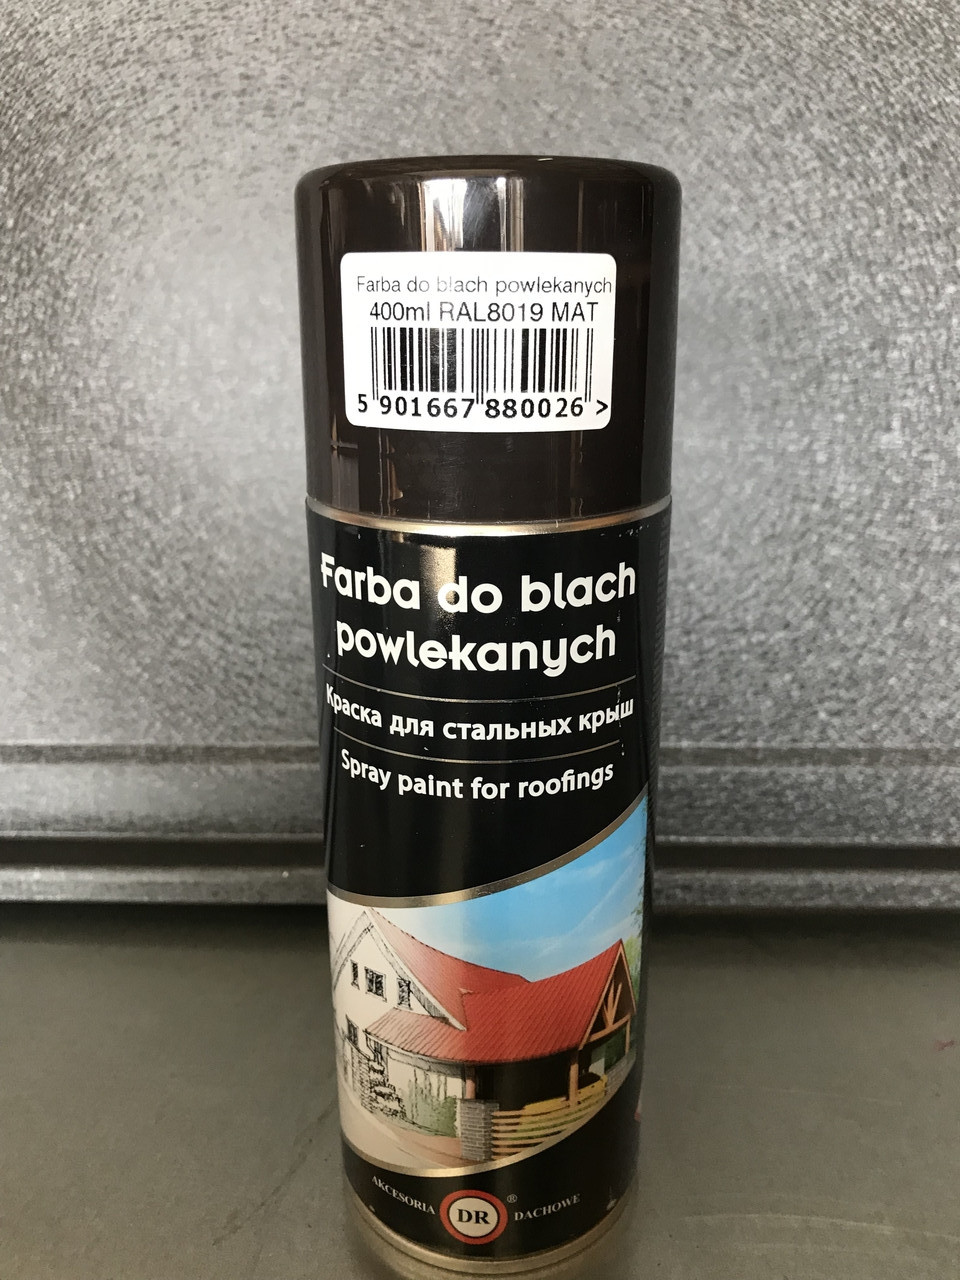 Farba do blach powlekanych
400ml RAL8019 MAT
5 901667 880026 >
Farba do blach
powlekanych
Краска для стальных крыш
Spray paint for roofings
AKCESORIA DR ® DACHOWE